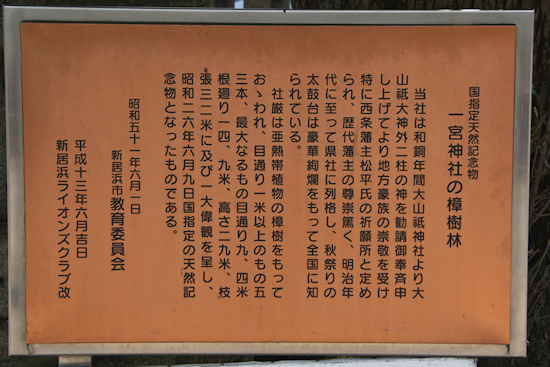 国指定天然記念物
一宮神社の樟樹林
当社は和銅年間大山祗神社より大
山祗大神外二柱の神を勧請御奉斉申
し上げてより地方豪族の崇敬を受け
特に西条藩主松平氏の祈願所と定め
られ、歴代藩主の尊崇篤く、明治年
代に至って県社に列格し、秋祭りの
太鼓台は豪華絢爛をもって全国に知
られている。
社厳は亜熱帯植物の樟樹をもって
おゝわれ、目通り一米以上のもの五
三本、最大なるもの目通り九、四米
根廻り一四、九米、高さ二九米、枝
張三二米に及び一大偉観を呈し、
昭和二六年六月九日国指定の天然記
念物となったものである。
昭和五十一年六月一日
新居浜市教育委員会
平成十三年六月吉日
新居浜ライオンズクラブ改